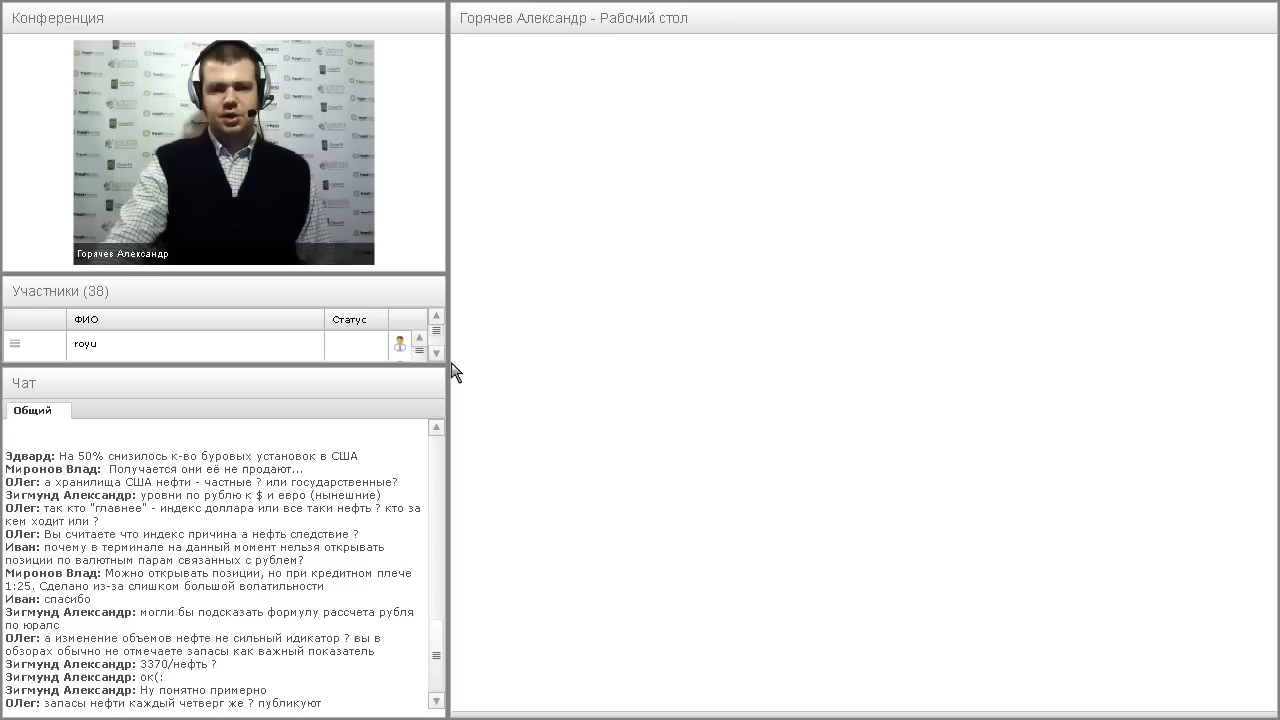 Конференция
Горячев Александр - Рабочий стол
Горячев Александр
Участники (38)
ФИО
Статус
royu
Чат
Общий
Эдвард: На 50% снизилось к-во буровых установок в США
Миронов Влад: Получается они её не продают...
ОЛег: а хранилища США нефти - частные ? или государственные?
Зигмунд Александр: уровни по рублю к $ и евро (нынешние)
ОЛег: так кто "главнее" - индекс доллара или все таки нефть ? кто за
кем ходит или ?
ОЛег: Вы считаете что индекс причина а нефть следствие ?
Иван: почему в терминале на данный момент нельзя открывать
позиции по валютным парам связанных с рублем?
Миронов Влад: Можно открывать позиции, но при кредитном плече
1:25. Сделано из-за слишком большой волатильности
Иван: спасибо
Зигмунд Александр: могли бы подсказать формулу рассчета рубля
по юралс
ОЛег: а изменение объемов нефте не сильный идикатор ? вы в
обзорах обычно не отмечаете запасы как важный показатель
Зигмунд Александр: 3370/нефть ?
Зигмунд Александр: ок(:
Зигмунд Александр: Ну понятно примерно
ОЛег: запасы нефти каждый четверг же ? публикуют